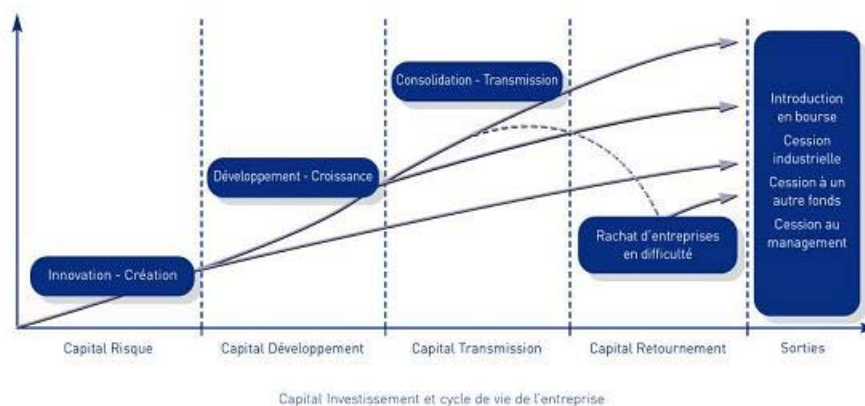 Consolidation - Transmission
Développement - Croissance
Innovation - Création
Rachat d'entreprises
en difficulté
Introduction
en bourse
Cession
industrielle
Cession à un
autre fonds
Cession au
management
Capital Risque
Capital Développement
Capital Transmission
Capital Retournement
Sorties
Capital Investissement et cycle de vie de l'entreprise